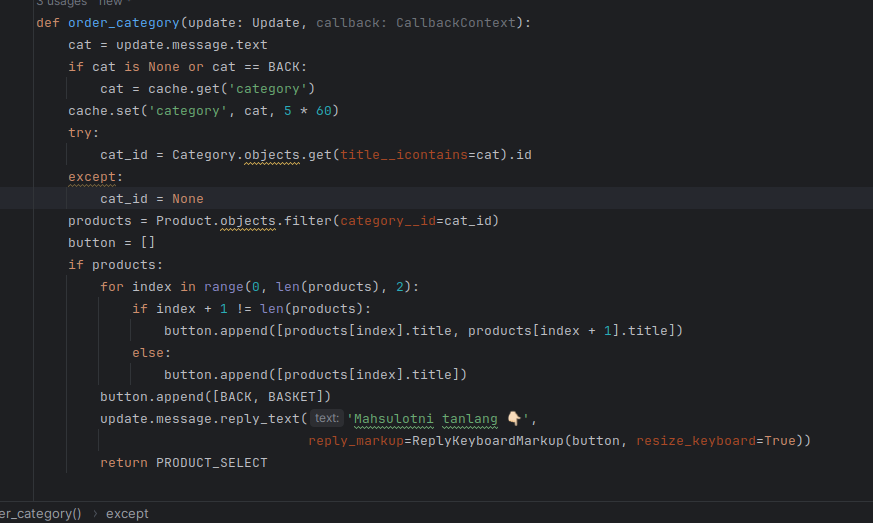 3 usages new *
def order_category(update: Update, callback: CallbackContext):
    cat = update.message.text
    if cat is None or cat == BACK:
        cat = cache.get('category')
    cache.set('category', cat, 5 * 60)
    try:
        cat_id = Category.objects.get(title__icontains=cat).id
    except:
        cat_id = None
    products = Product.objects.filter(category__id=cat_id)
    button = []
    if products:
        for index in range(0, len(products), 2):
            if index + 1 != len(products):
                button.append([products[index].title, products[index + 1].title])
            else:
                button.append([products[index].title])
        button.append([BACK, BASKET])
        update.message.reply_text( text: 'Mahsulotni tanlang 👇🏻',
                                  reply_markup=ReplyKeyboardMarkup(button, resize_keyboard=True))
        return PRODUCT_SELECT
er_category() > except